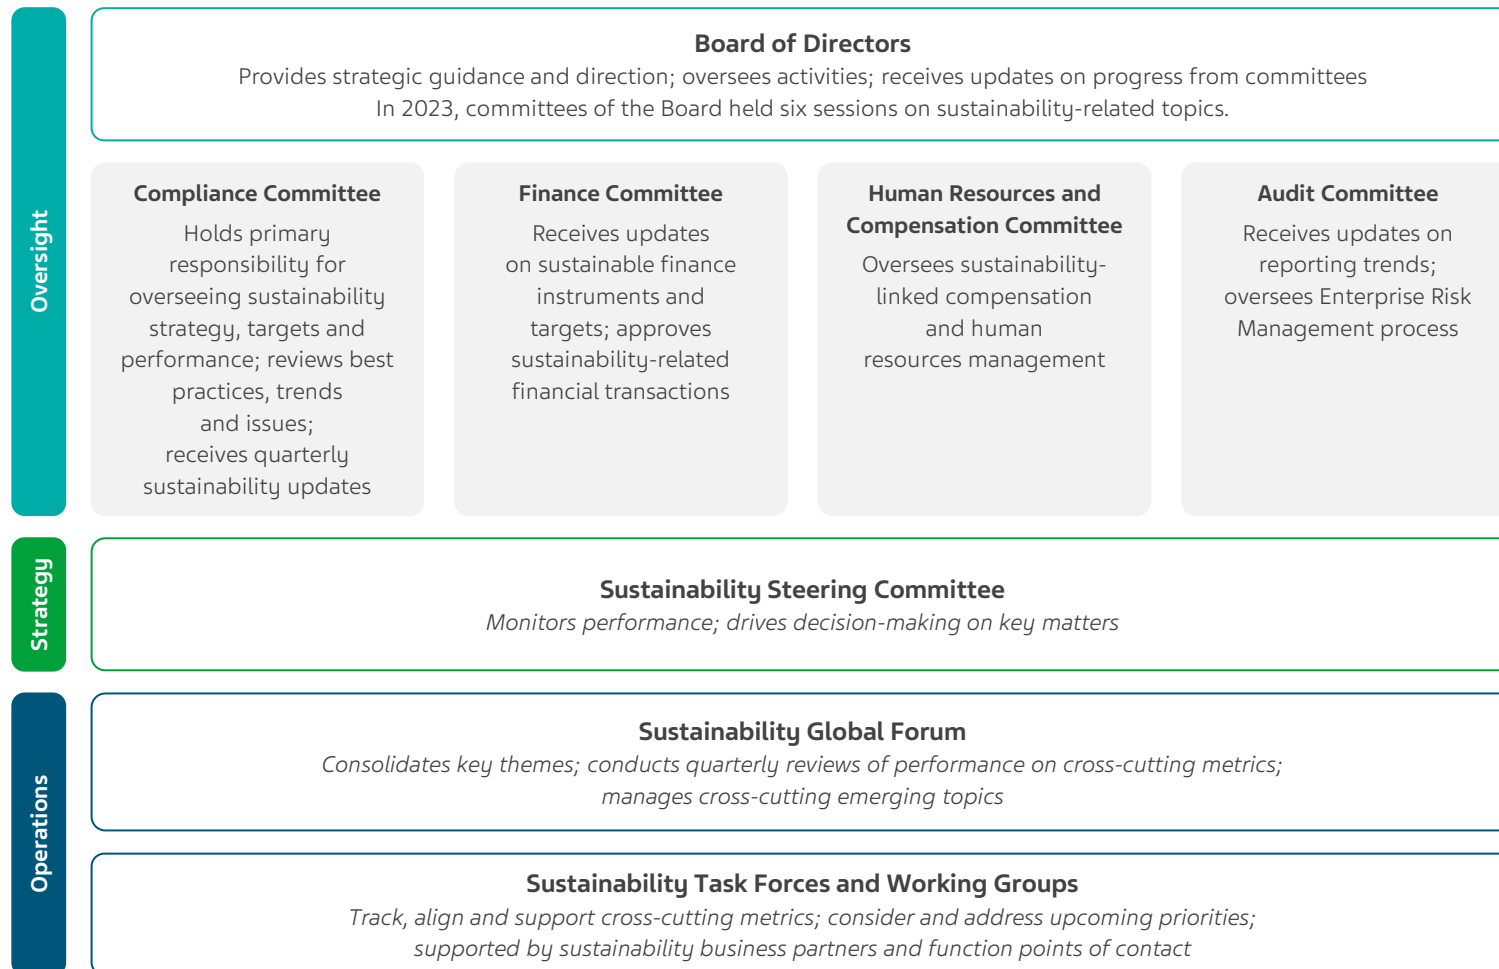 Oversight
Board of Directors
Provides strategic guidance and direction; oversees activities; receives updates on progress from committees
In 2023, committees of the Board held six sessions on sustainability-related topics.
Compliance Committee
Holds primary
responsibility for
overseeing sustainability
strategy, targets and
performance; reviews best
practices, trends
and issues;
receives quarterly
sustainability updates
Finance Committee
Receives updates
on sustainable finance
instruments and
targets; approves
sustainability-related
financial transactions
Human Resources and
Compensation Committee
Oversees sustainability-
linked compensation
and human
resources management
Audit Committee
Receives updates on
reporting trends;
oversees Enterprise Risk
Management process
Strategy
Sustainability Steering Committee
Monitors performance; drives decision-making on key matters
Operations
Sustainability Global Forum
Consolidates key themes; conducts quarterly reviews of performance on cross-cutting metrics;
manages cross-cutting emerging topics
Sustainability Task Forces and Working Groups
Track, align and support cross-cutting metrics; consider and address upcoming priorities;
supported by sustainability business partners and function points of contact